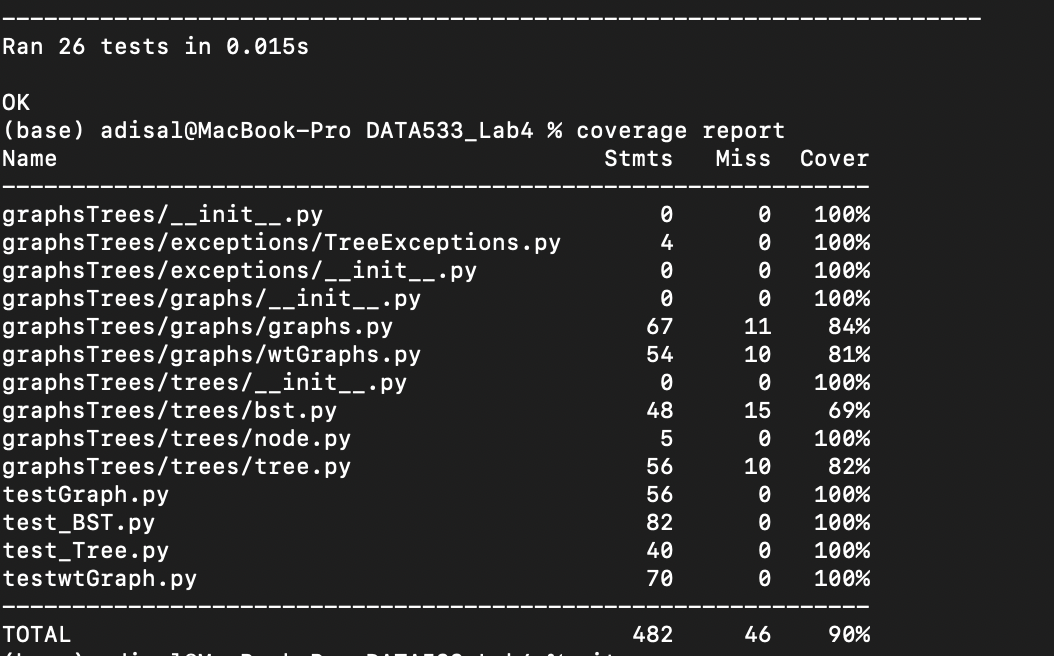 ----------------------------------------------------------------------
Ran 26 tests in 0.015s
OK
(base) adisal@MacBook-Pro DATA533_Lab4 % coverage report
Name Stmts Miss Cover
--------------------------------------------------------------
graphsTrees/__init__.py 0 0 100%
graphsTrees/exceptions/TreeExceptions.py 4 0 100%
graphsTrees/exceptions/__init__.py 0 0 100%
graphsTrees/graphs/__init__.py 0 0 100%
graphsTrees/graphs/graphs.py 67 11 84%
graphsTrees/graphs/wtGraphs.py 54 10 81%
graphsTrees/trees/__init__.py 0 0 100%
graphsTrees/trees/bst.py 48 15 69%
graphsTrees/trees/node.py 5 0 100%
graphsTrees/trees/tree.py 56 10 82%
testGraph.py 56 0 100%
test_BST.py 82 0 100%
test_Tree.py 40 0 100%
testwtGraph.py 70 0 100%
--------------------------------------------------------------
TOTAL 482 46 90%